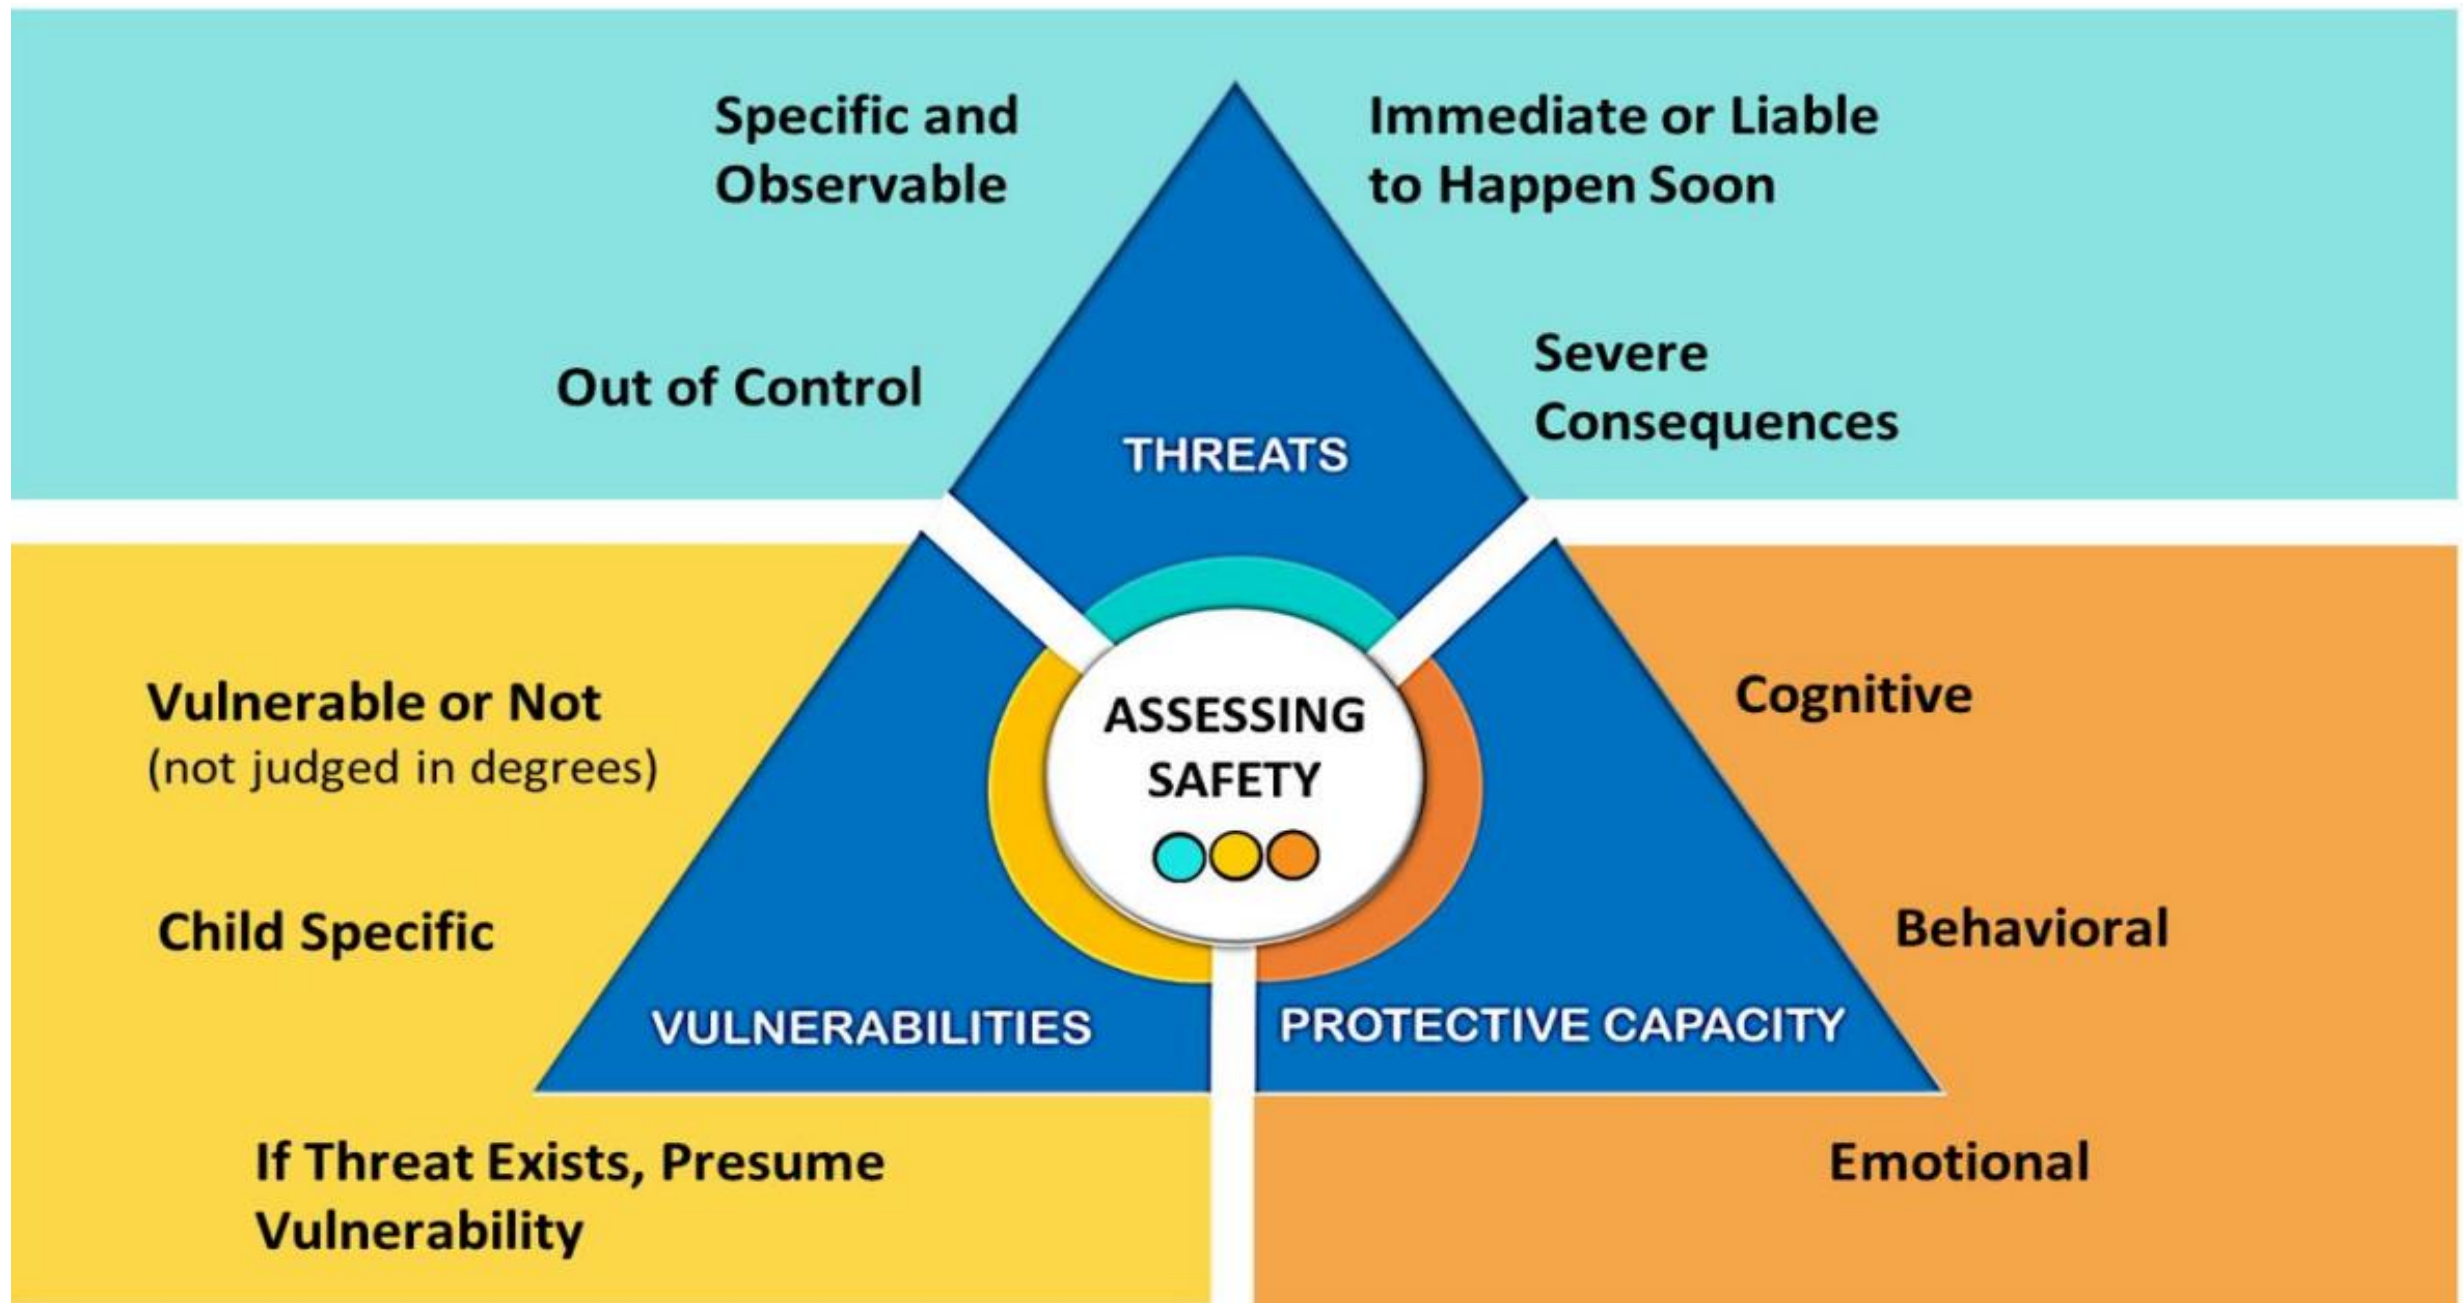 Specific and
Observable
Immediate or Liable
to Happen Soon
Out of Control
Severe
Consequences
THREATS
Vulnerable or Not
(not judged in degrees)
Child Specific
If Threat Exists, Presume
Vulnerability
VULNERABILITIES
ASSESSING
SAFETY
PROTECTIVE CAPACITY
Cognitive
Behavioral
Emotional